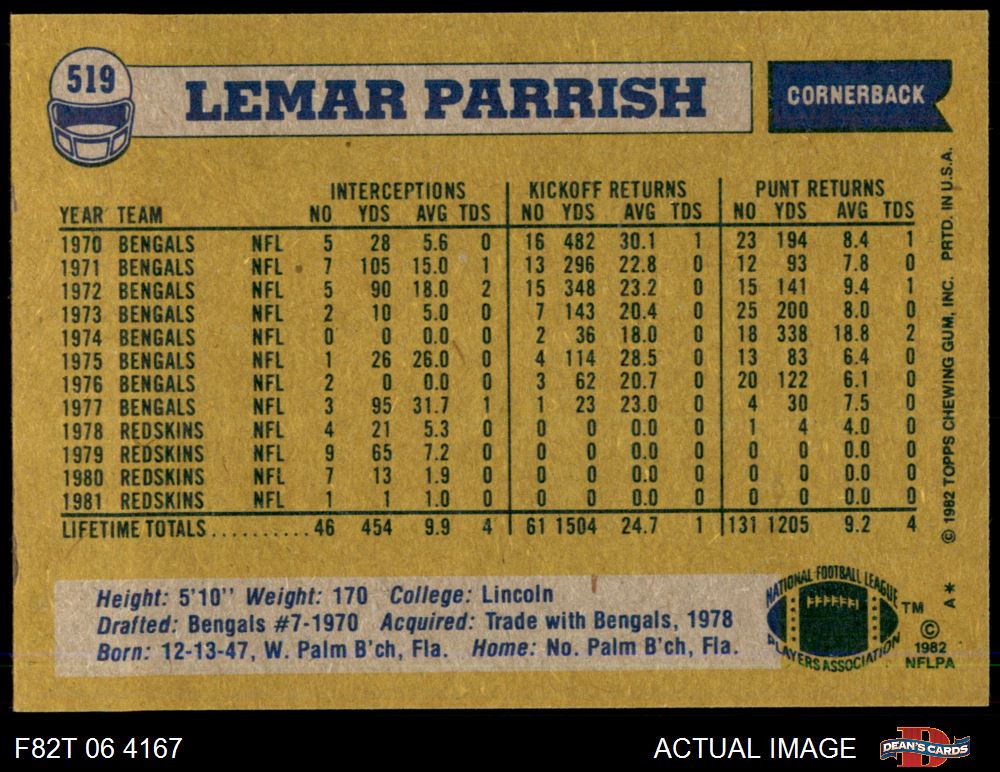 519
LEMAR PARRISH
CORNERBACK
INTERCEPTIONS KICKOFF RETURNS PUNT RETURNS
YEAR TEAM NO YDS AVG TDS NO YDS AVG TDS NO YDS AVG TDS
1970 BENGALS NFL 5 28 5.6 0 16 482 30.1 1 23 194 8.4 1
1971 BENGALS NFL 7 105 15.0 1 13 296 22.8 0 12 93 7.8 0
1972 BENGALS NFL 5 90 18.0 2 15 348 23.2 0 15 141 9.4 1
1973 BENGALS NFL 2 10 5.0 0 7 143 20.4 0 25 200 8.0 0
1974 BENGALS NFL 0 0 0.0 0 2 36 18.0 0 18 338 18.8 2
1975 BENGALS NFL 1 26 26.0 0 4 114 28.5 0 13 83 6.4 0
1976 BENGALS NFL 2 0 0.0 0 3 62 20.7 0 20 122 6.1 0
1977 BENGALS NFL 3 95 31.7 1 1 23 23.0 0 4 30 7.5 0
1978 REDSKINS NFL 4 21 5.3 0 0 0 0.0 0 1 4 4.0 0
1979 REDSKINS NFL 9 65 7.2 0 0 0 0.0 0 0 0 0.0 0
1980 REDSKINS NFL 7 13 1.9 0 0 0 0.0 0 0 0 0.0 0
1981 REDSKINS NFL 1 1 1.0 0 0 0 0.0 0 0 0 0.0 0
LIFETIME TOTALS.......... 46 454 9.9 4 61 1504 24.7 1 131 1205 9.2 4
© 1982 TOPPS CHEWING GUM, INC. PRTD. IN U.S.A.
A*
Height: 5'10" Weight: 170 College: Lincoln
Drafted: Bengals #7-1970 Acquired: Trade with Bengals, 1978
Born: 12-13-47, W. Palm B'ch, Fla. Home: No. Palm B'ch, Fla.
NATIONAL FOOTBALL LEAGUE
PLAYERS ASSOCIATION
TM
©
1982
NFLPA
F82T 06 4167
ACTUAL IMAGE
DEAN'S CARDS